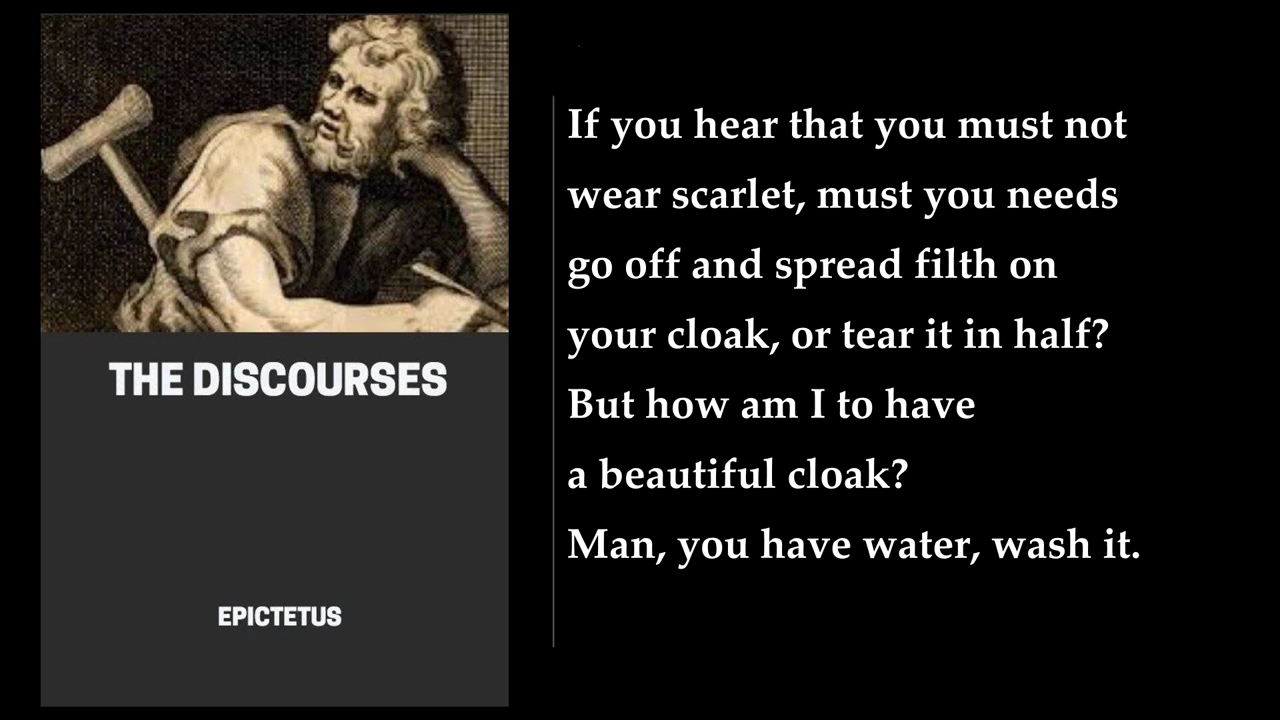 THE DISCOURSES
EPICTETUS
If you hear that you must not
wear scarlet, must you needs
go off and spread filth on
your cloak, or tear it in half?
But how am I to have
a beautiful cloak?
Man, you have water, wash it.